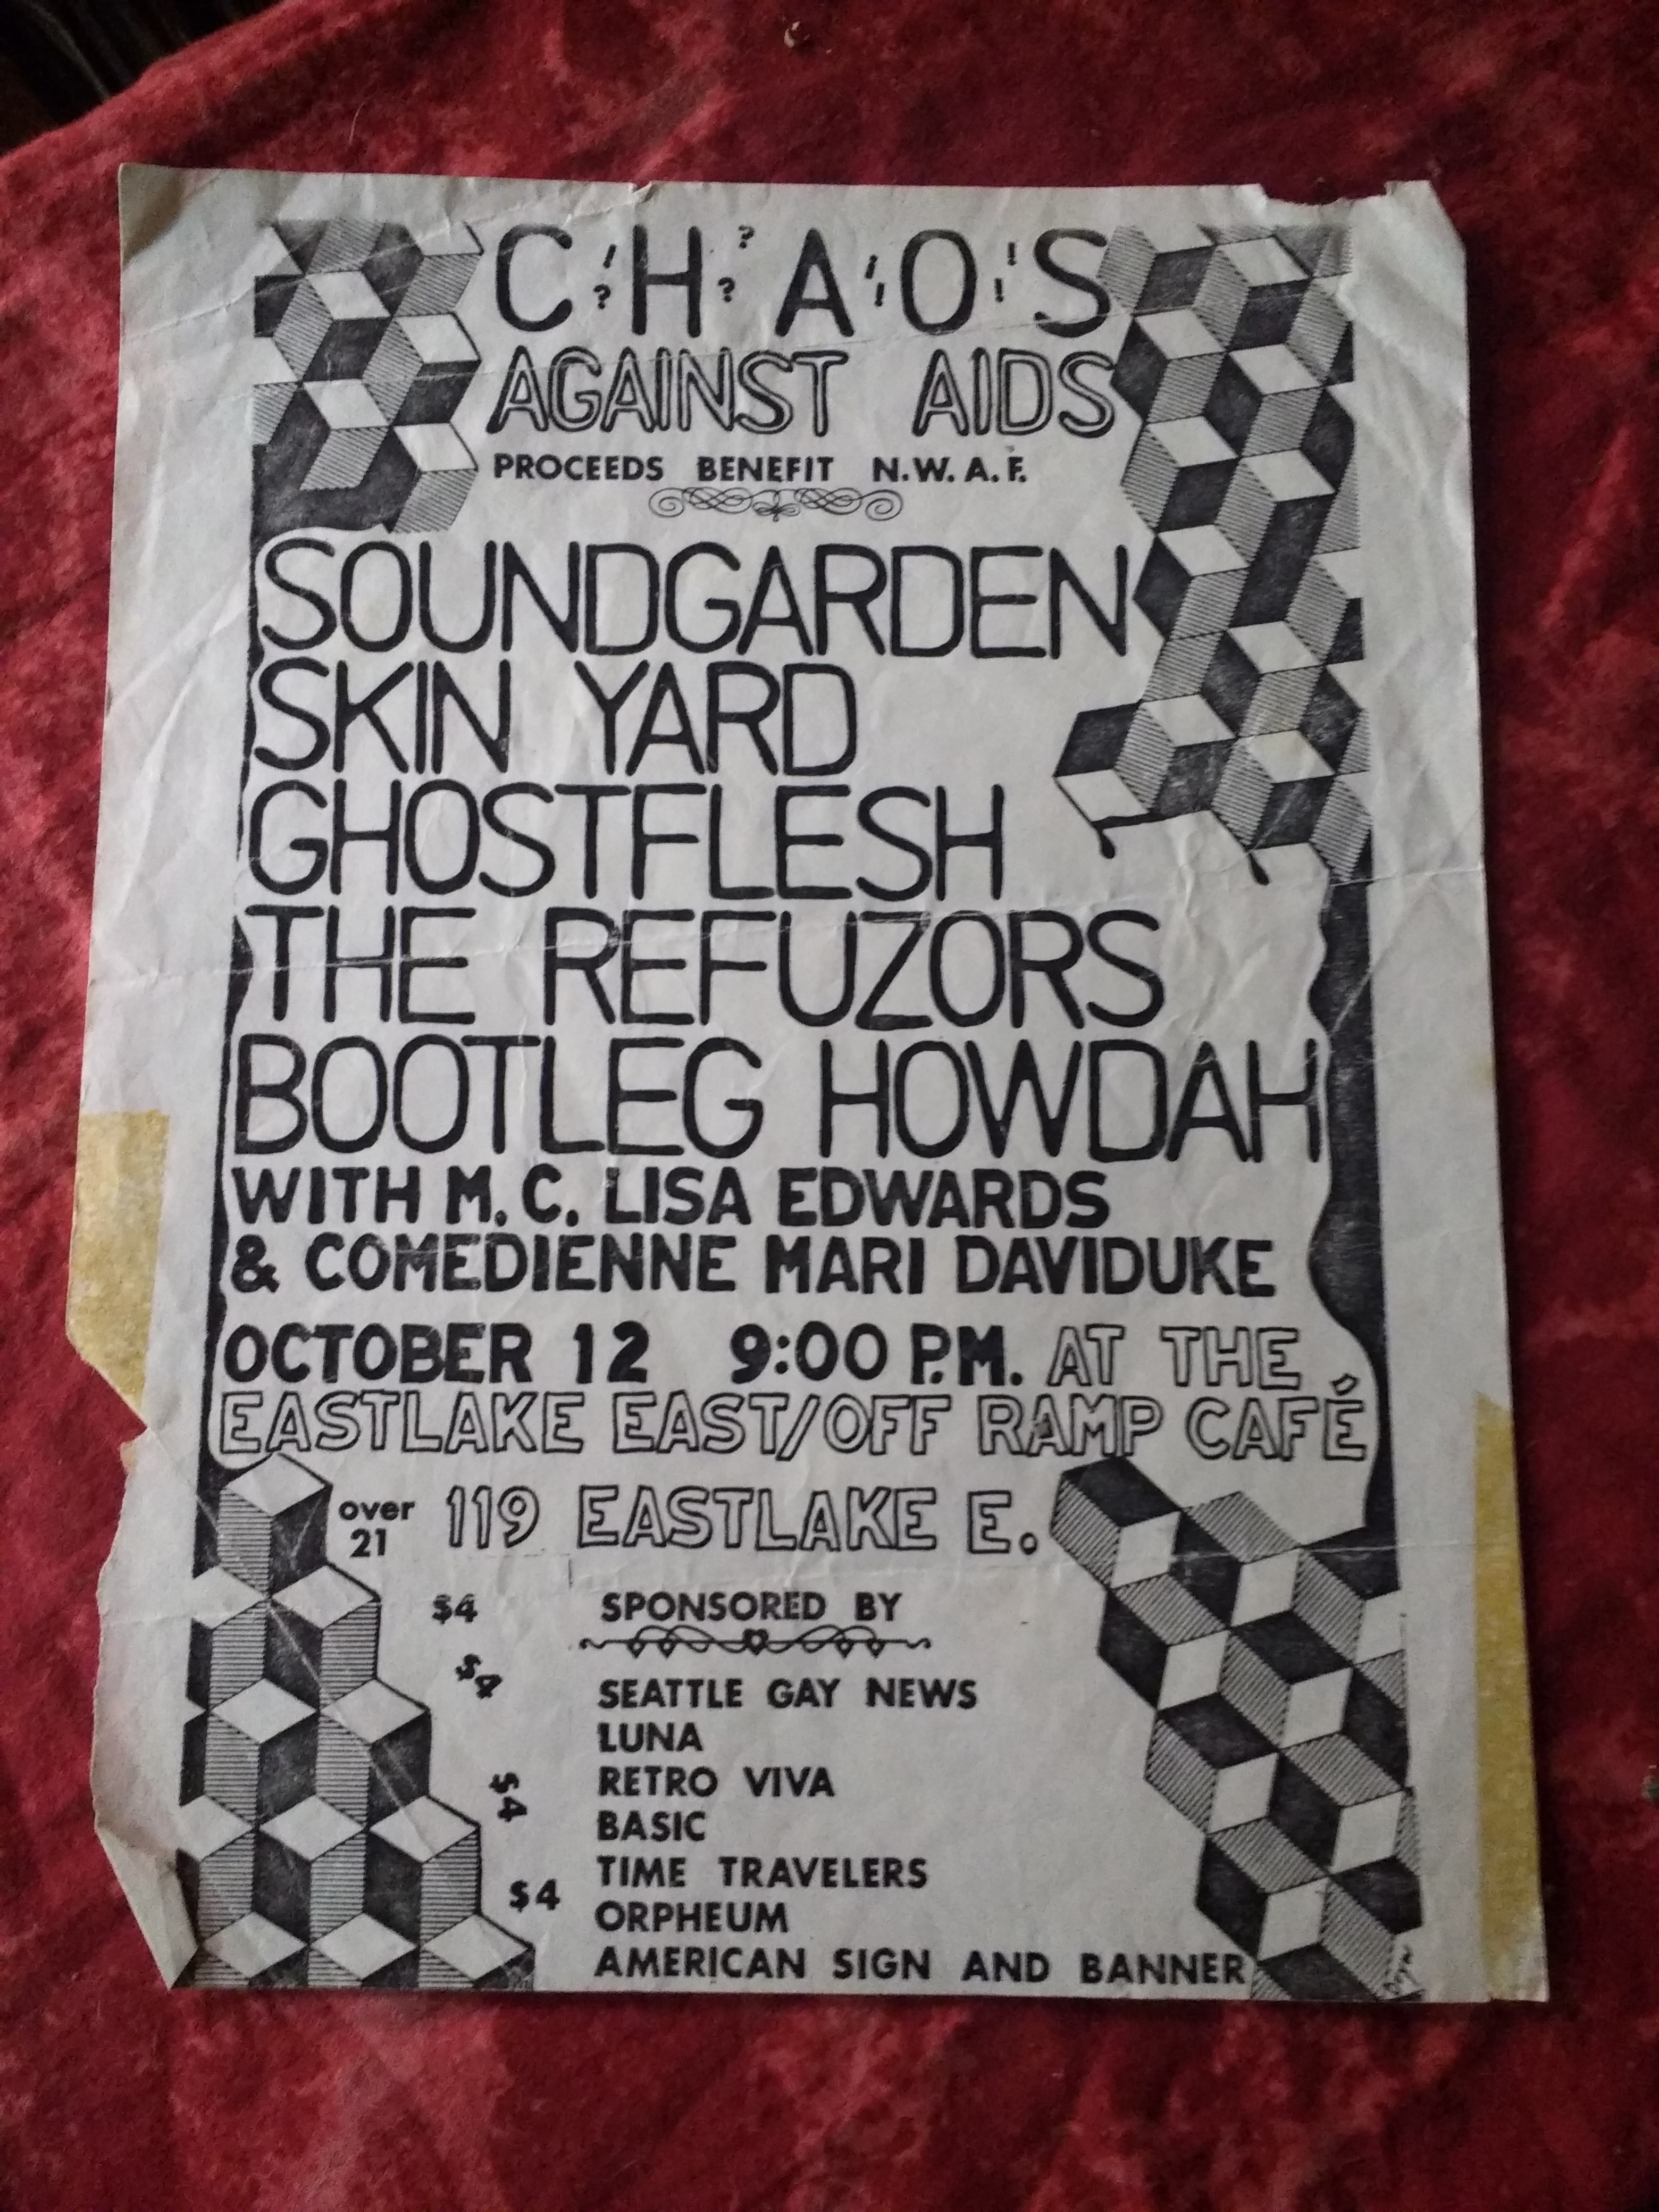 C!?H??A!!O!!S
AGAINST AIDS
PROCEEDS BENEFIT N.W.A.F.
SOUNDGARDEN
SKIN YARD
GHOSTFLESH
THE REFUZORS
BOOTLEG HOWDAH
WITH M.C. LISA EDWARDS
& COMEDIENNE MARI DAVIDUKE
OCTOBER 12 9:00 P.M. AT THE
EASTLAKE EAST/OFF RAMP CAFÉ
over
21
119 EASTLAKE E.
$4
$4
$4
$4
SPONSORED BY
SEATTLE GAY NEWS
LUNA
RETRO VIVA
BASIC
TIME TRAVELERS
ORPHEUM
AMERICAN SIGN AND BANNER